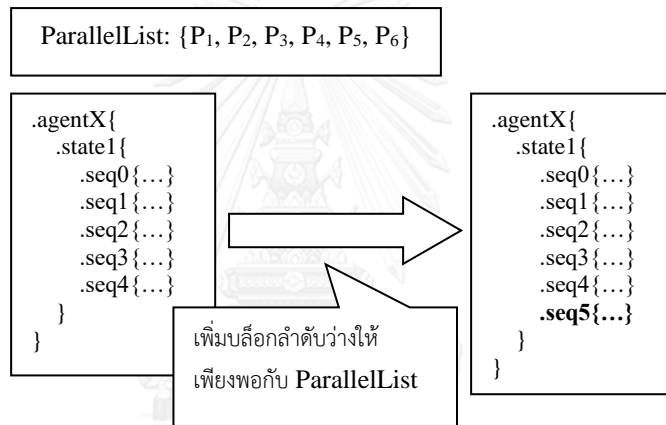 ParallelList: {P1, P2, P3, P4, P5, P6}
.agentX{
.state1{
.seq0{…}
.seq1{…}
.seq2{…}
.seq3{…}
.seq4{…}
}
}
เพิ่มบล็อกลำดับว่างให้
เพียงพอกับ ParallelList
.agentX{
.state1{
.seq0{…}
.seq1{…}
.seq2{…}
.seq3{…}
.seq4{…}
.seq5{…}
}
}